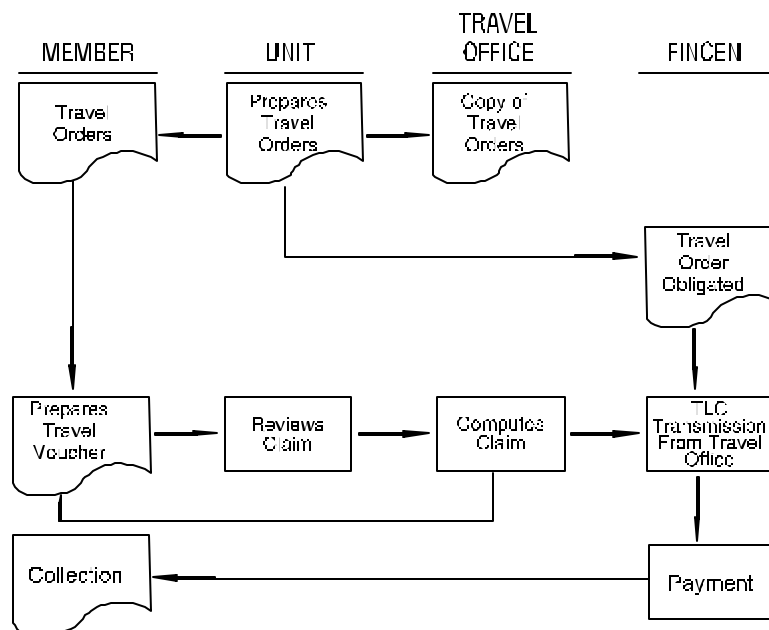 MEMBER
UNIT
TRAVEL
OFFICE
FINCEN
Travel
Orders
Prepares
Travel
Orders
Copy of
Travel
Orders
Travel
Order
Obligated
Prepares
Travel
Voucher
Reviews
Claim
Computes
Claim
TLC
Transmission
From Travel
Office
Collection
Payment